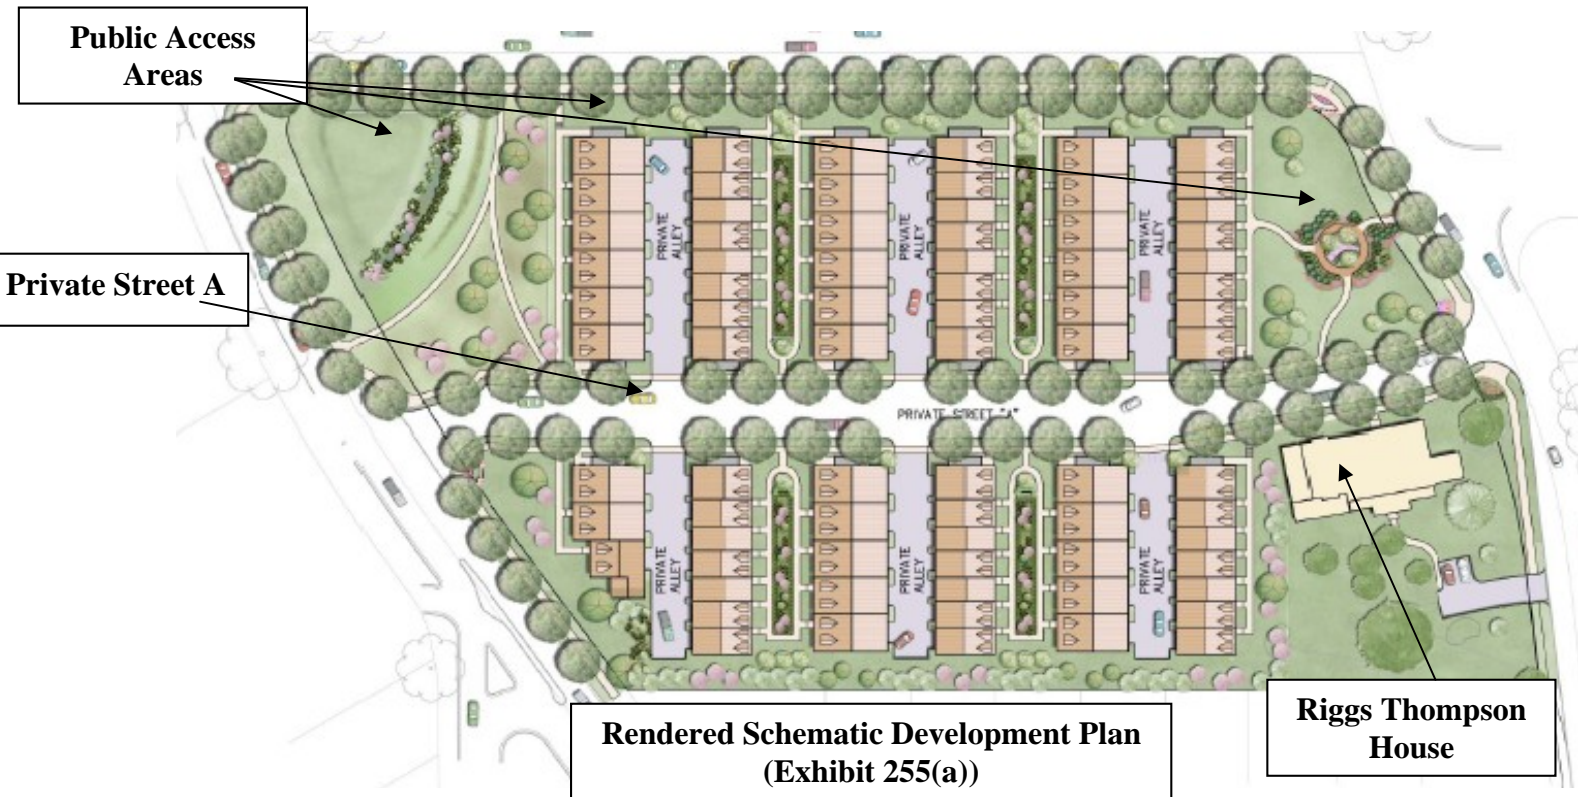 Public Access
Areas
PRIVATE
ALLEY
PRIVATE
ALLEY
PRIVATE
ALLEY
Private Street A
PRIVATE STREET "A"
PRIVATE
ALLEY
PRIVATE
ALLEY
PRIVATE
ALLEY
Riggs Thompson
House
Rendered Schematic Development Plan
(Exhibit 255(a))